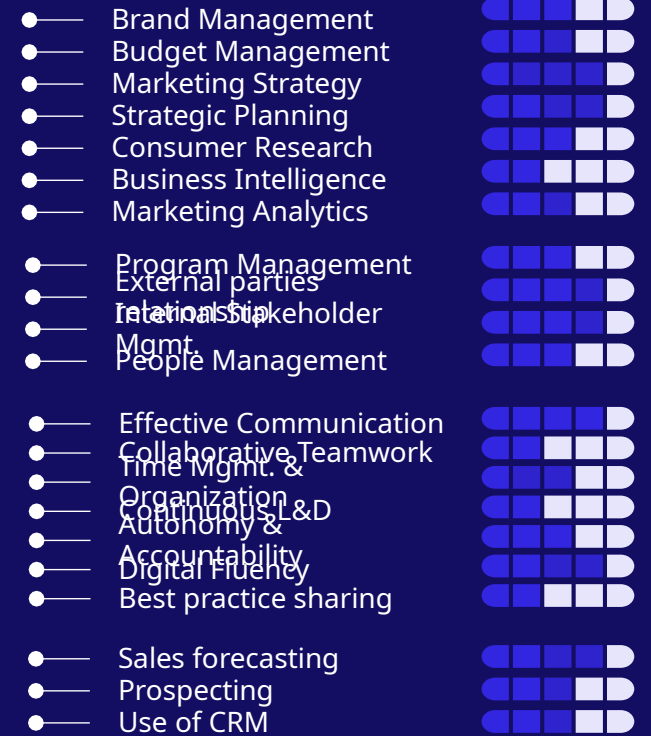 Brand Management
Budget Management
Marketing Strategy
Strategic Planning
Consumer Research
Business Intelligence
Marketing Analytics
Program Management
External parties
relationship
Internal Stakeholder
Mgmt.
People Management
Effective Communication
Collaborative Teamwork
Time Mgmt. &
Organization
Continuous L&D
Autonomy &
Accountability
Digital Fluency
Best practice sharing
Sales forecasting
Prospecting
Use of CRM